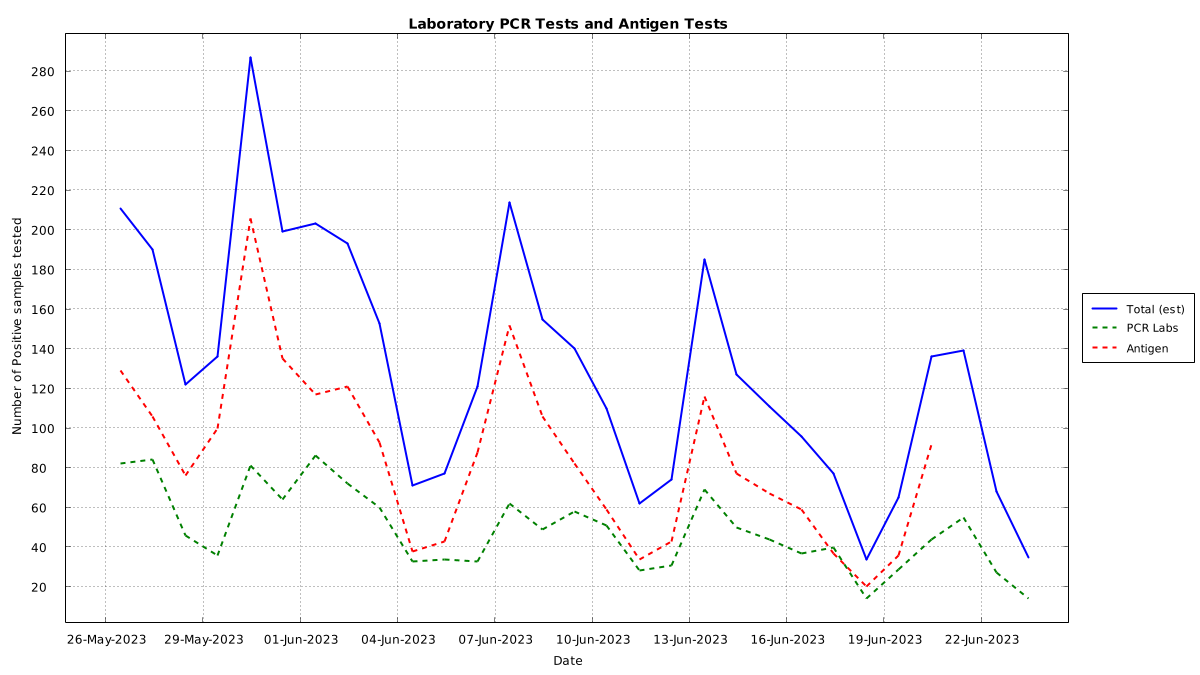 Laboratory PCR Tests and Antigen Tests
Number of Positive samples tested
280
260
240
220
200
180
160
140
120
100
80
60
40
20
26-May-2023 29-May-2023 01-Jun-2023 04-Jun-2023 07-Jun-2023 10-Jun-2023 13-Jun-2023 16-Jun-2023 19-Jun-2023 22-Jun-2023
Date
Total (est)
PCR Labs
Antigen